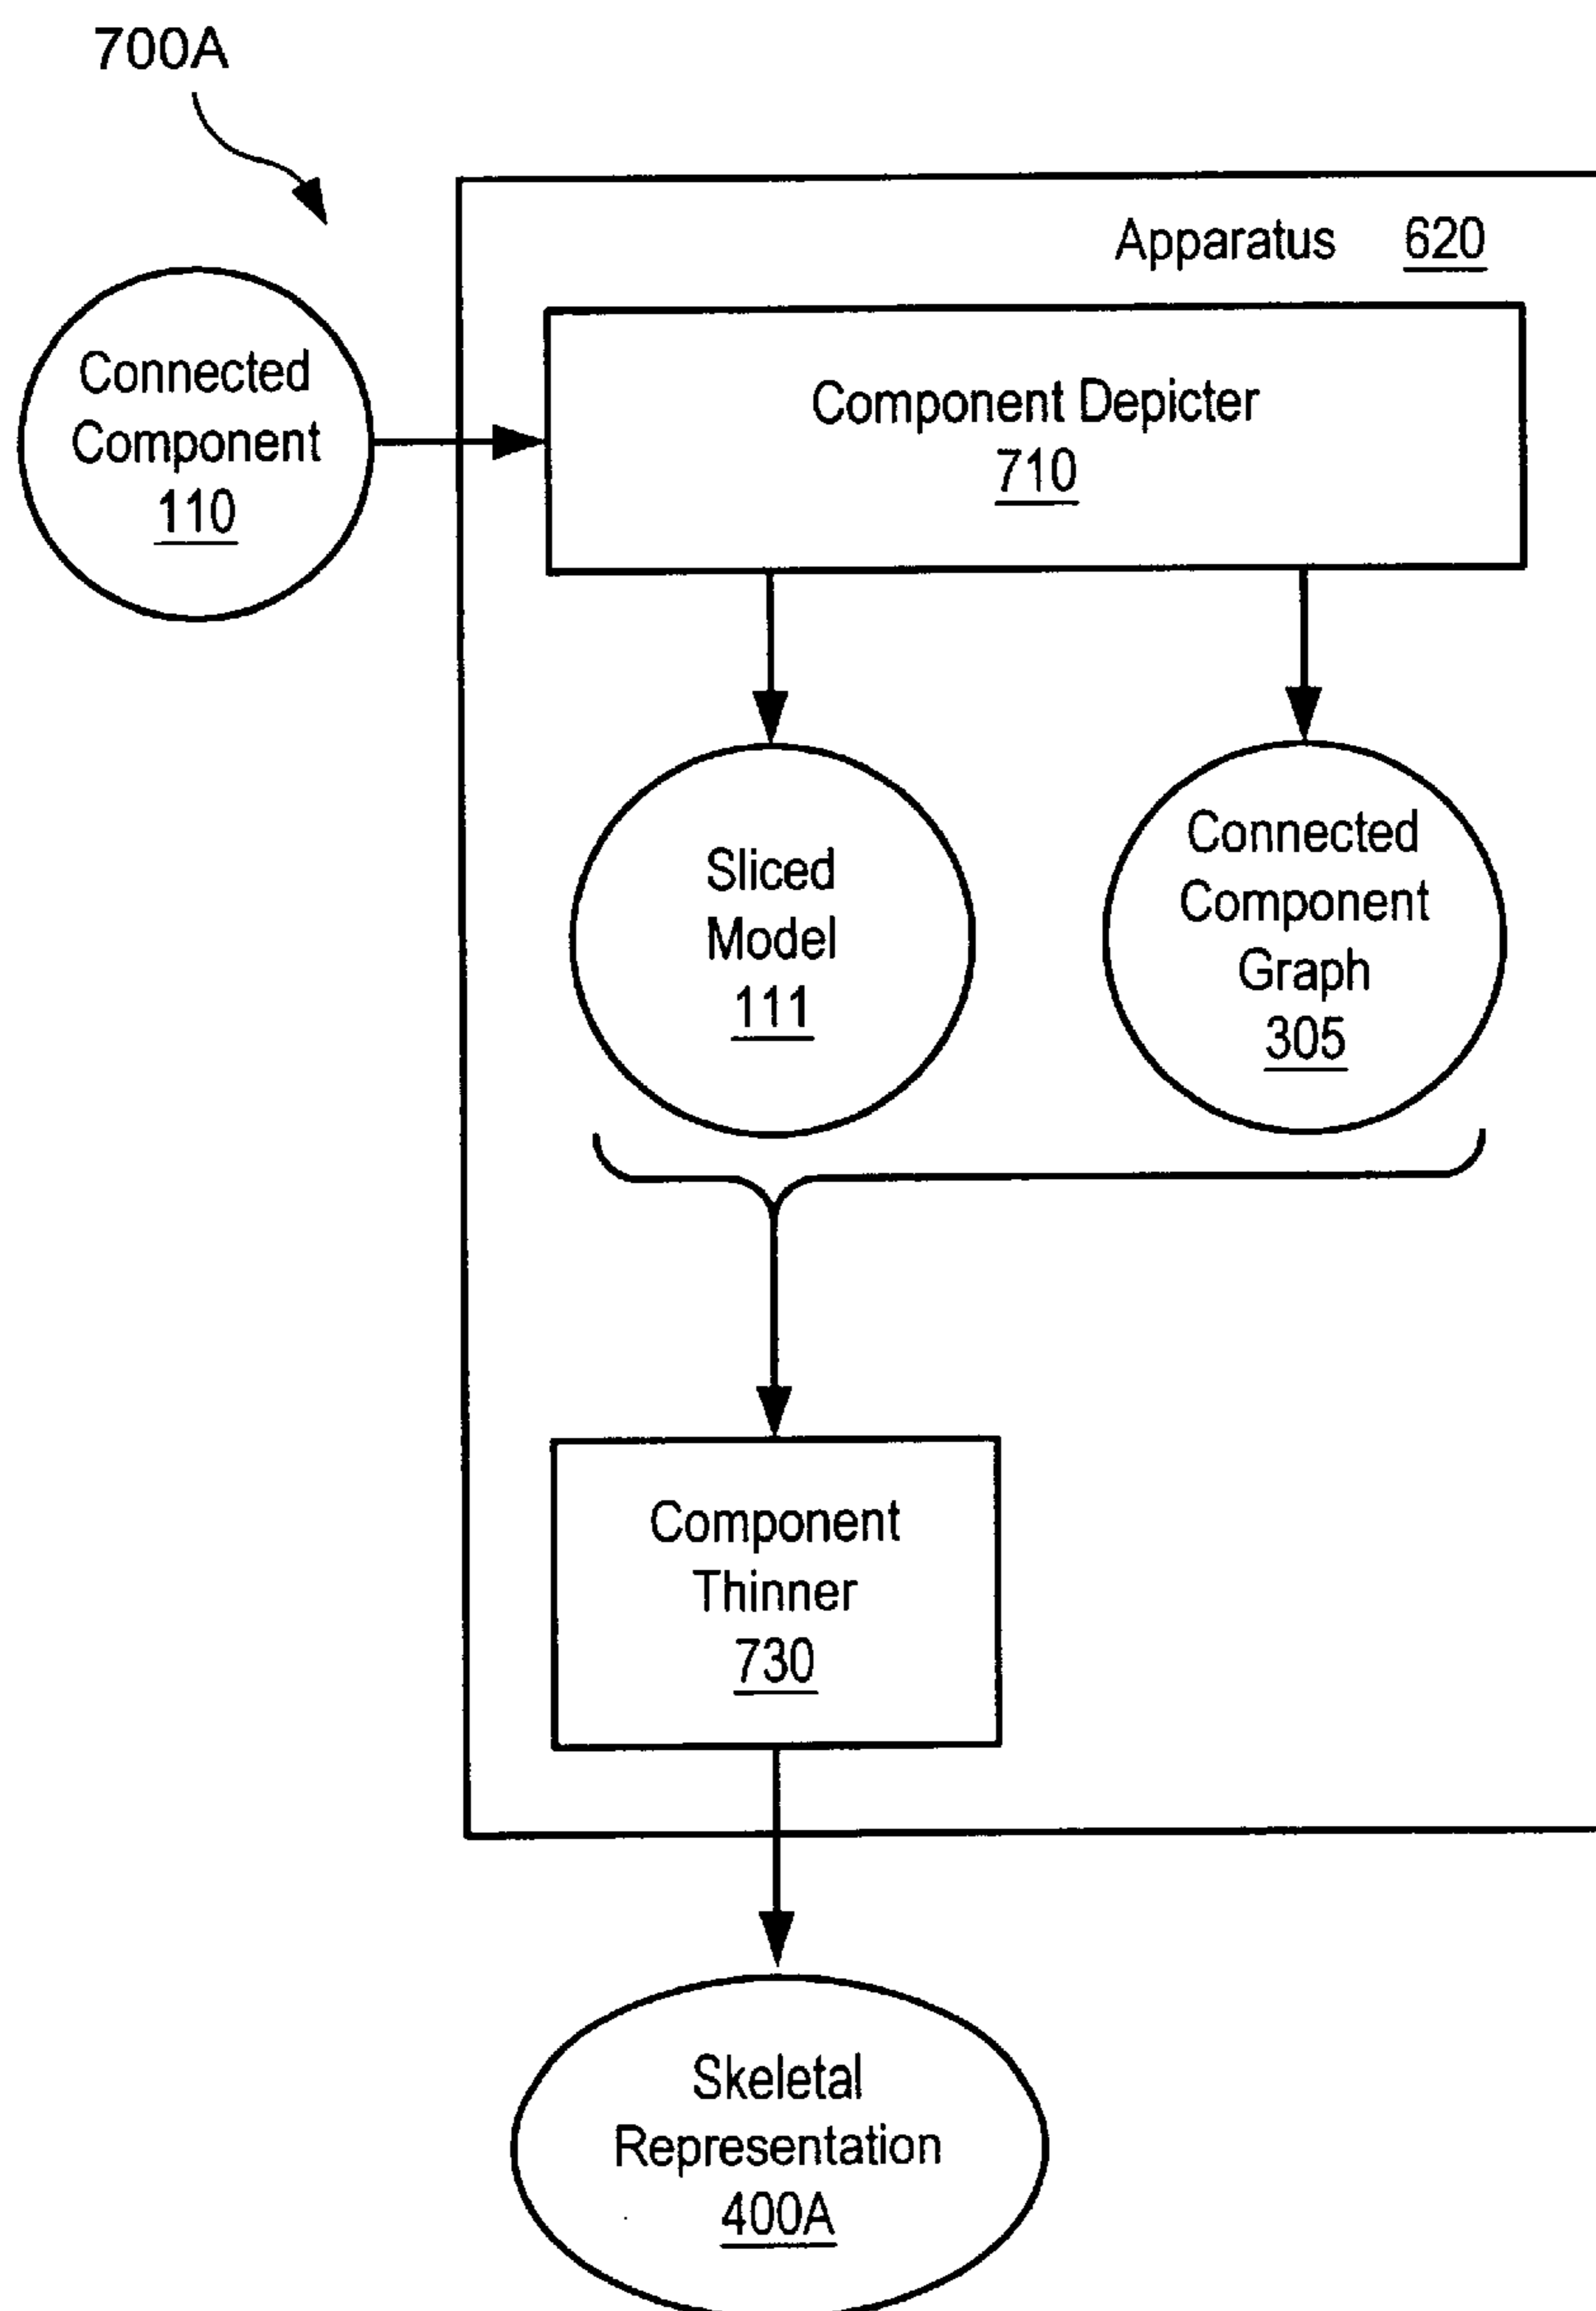 700A
Apparatus 620
Connected
Component
110
Component Depicter
710
Sliced
Model
111
Connected
Component
Graph
305
Component
Thinner
730
Skeletal
Representation
400A